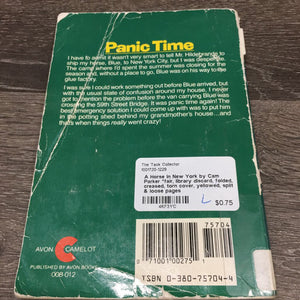 Panic Time
I have to admit it wasn't very smart to tell Mr. Hildebrande to
ship my horse, Blue, to New York City, but I was desperate.
The camp where I'd spent the summer was closing for the
season and, without a place to go, Blue was on his way to the
glue factory.
I was sure I could work something out before Blue arrived, but
with the usual state of confusion around my house, I never
got to mention the problem before the van carrying Blue was
crossing the 59th Street Bridge. It was panic time again! The
best emergency solution I could come up with was to put him
in the potting shed behind my grandmother's house...and
that's when things really went crazy!
The Task Collector
A Horse in New York by Cam
Parker *fair, library discard, folded,
creased, torn cover, yellowed, split
& loose pages
L
$0.75
AVON CAMELOT
PUBLISHED BY AVON BOOKS
008-012
75704
71001 00275
ISBN 0-380-75704-4